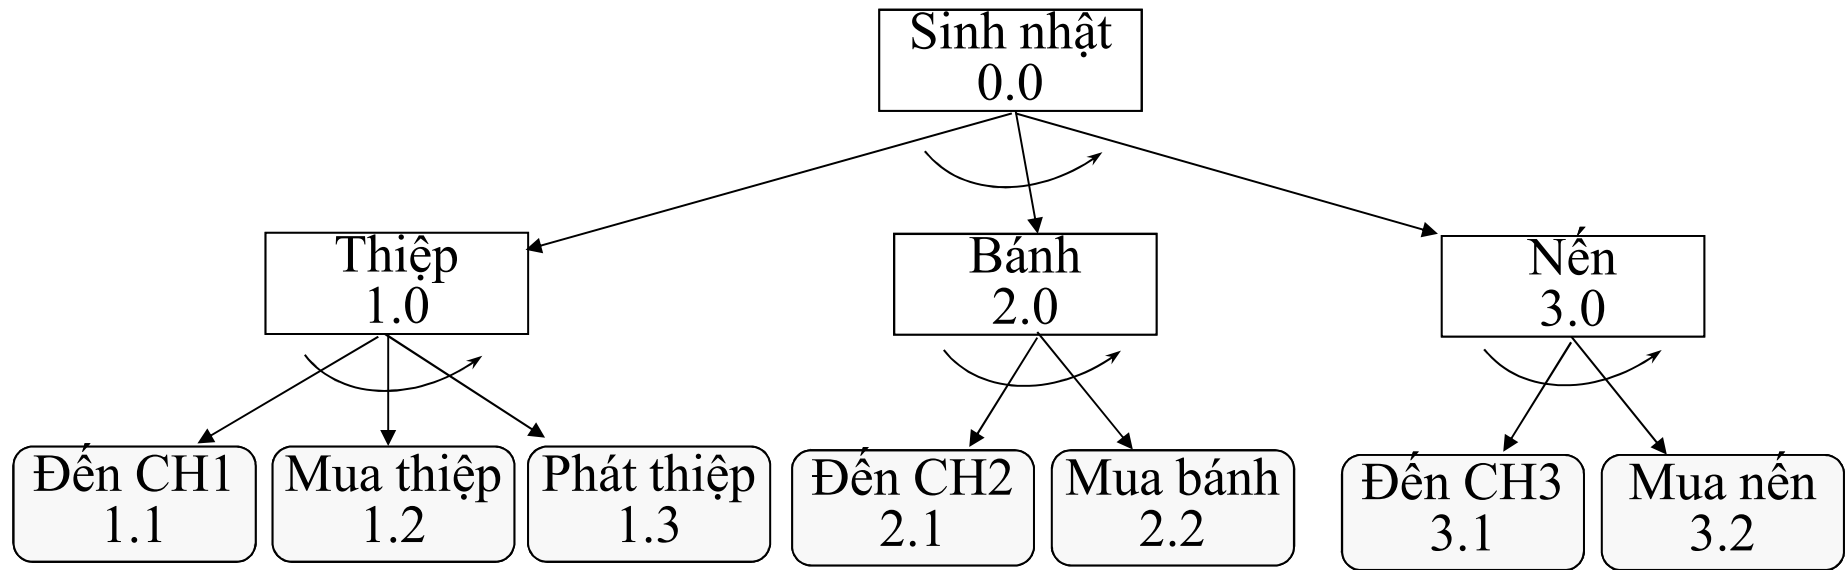 Sinh nhật
0.0
Thiệp
1.0
Bánh
2.0
Nến
3.0
Đến CH1
1.1
Mua thiệp
1.2
Phát thiệp
1.3
Đến CH2
2.1
Mua bánh
2.2
Đến CH3
3.1
Mua nến
3.2